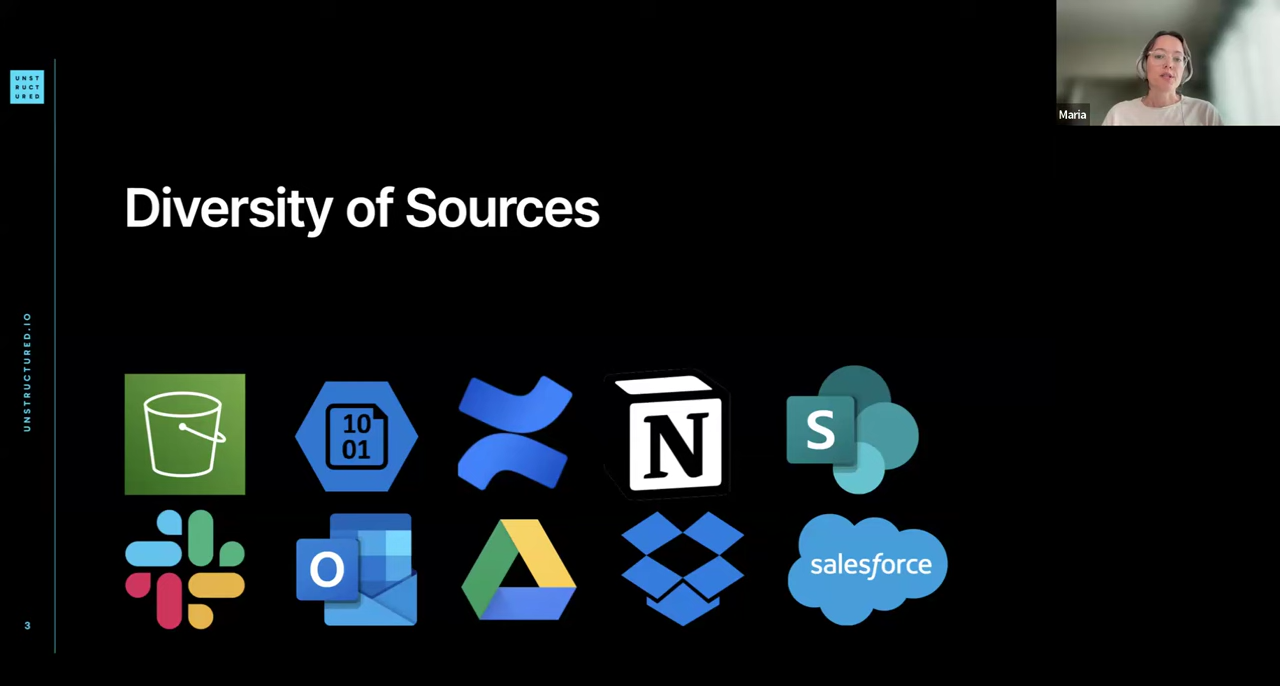 UNST
RUCT
URED
Maria
Diversity of Sources
UNSTRUCTURED.IO
10
01
N
S
O
salesforce
3